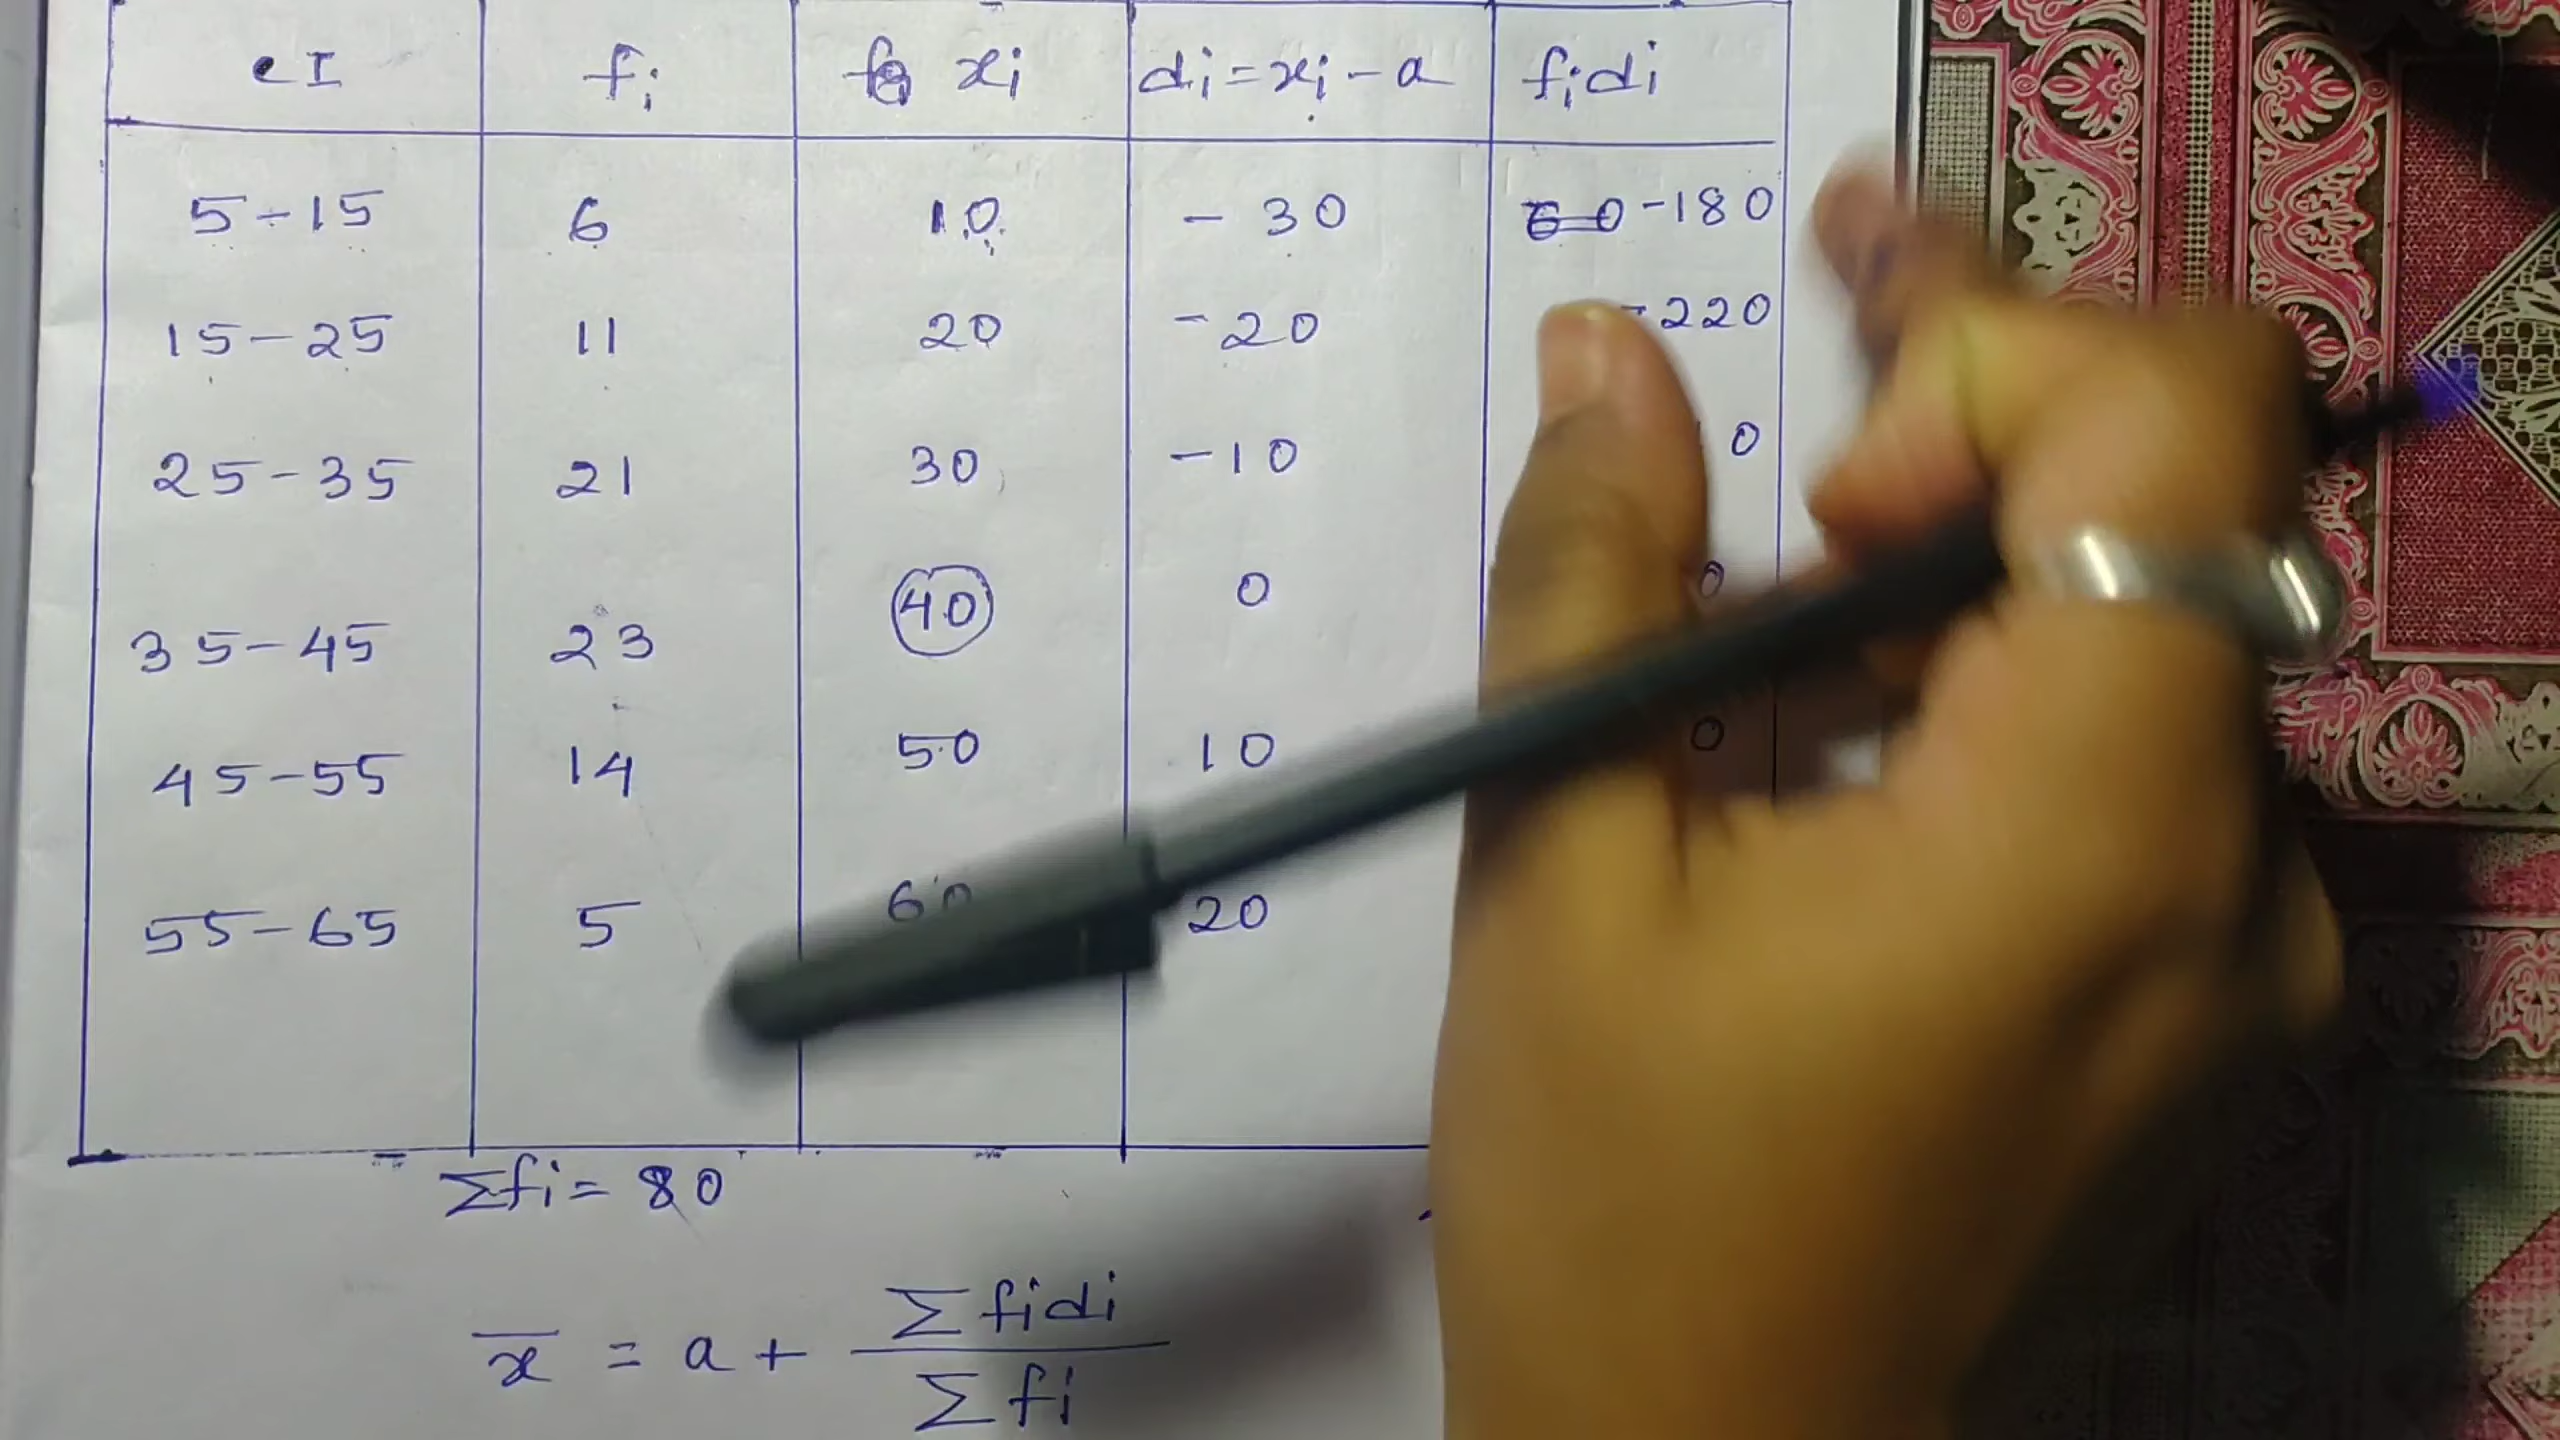 CI fi xi di = xi - a fidi
5-15 6 10 -30 -180
15-25 11 20 -20 -220
25-35 21 30 -10
35-45 23 40 0
45-55 14 50 10
55-65 5 60 20
Σfi = 80
x̄ = a + Σfidi
Σfi